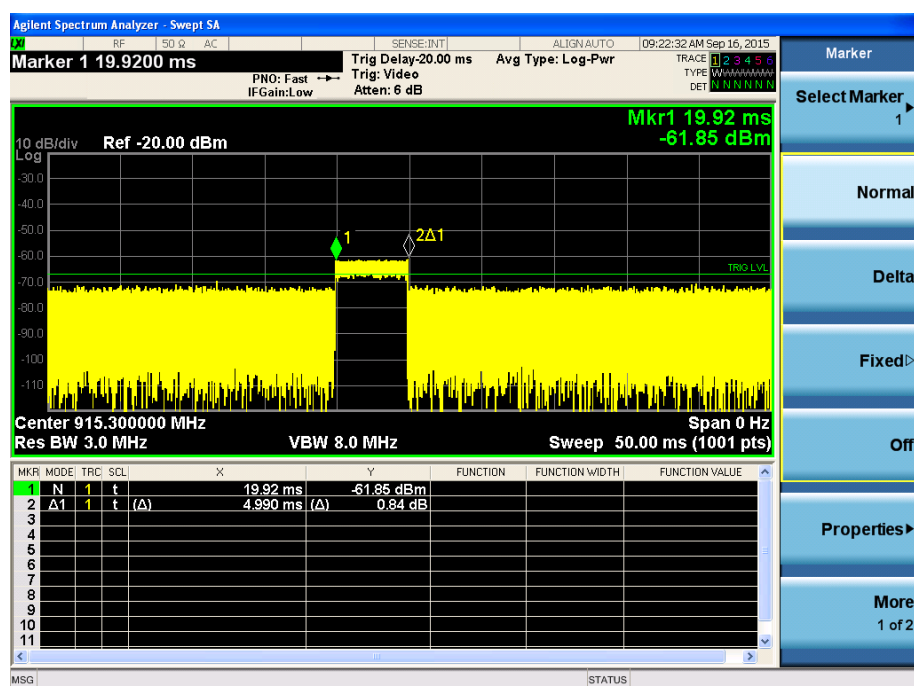 Agilent Spectrum Analyzer - Swept SA
LXI RF 50 Ω AC SENSE:INT ALIGN AUTO 09:22:32 AM Sep 16, 2015
Marker 1 19.9200 ms
PNO: Fast
IFGain:Low
Trig Delay-20.00 ms
Trig: Video
Atten: 6 dB
Avg Type: Log-Pwr
TRACE 1 2 3 4 5 6
TYPE WWWWWW
DET N N N N N N
Mkr1 19.92 ms
-61.85 dBm
10 dB/div Ref -20.00 dBm
Log
-30.0
-40.0
-50.0
1 2Δ1
-60.0
TRIG LVL
-70.0
-80.0
-90.0
-100
-110
Center 915.300000 MHz Span 0 Hz
Res BW 3.0 MHz VBW 8.0 MHz Sweep 50.00 ms (1001 pts)
MKR MODE TRC SCL X Y FUNCTION FUNCTION WIDTH FUNCTION VALUE
1 N 1 t 19.92 ms -61.85 dBm
2 Δ1 1 t (Δ) 4.990 ms (Δ) 0.84 dB
3
4
5
6
7
8
9
10
11
MSG STATUS
Marker
Select Marker
1
Normal
Delta
Fixed
Off
Properties
More
1 of 2